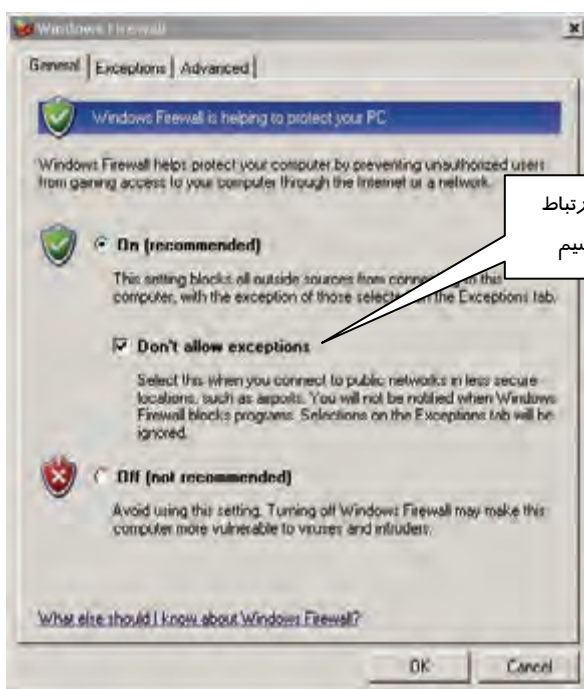 Windows Firewall
General
Exceptions
Advanced
Windows Firewall is helping to protect your PC
Windows Firewall helps protect your computer by preventing unauthorized users
from gaining access to your computer through the Internet or a network.
رتباط
سیم
On (recommended)
This setting blocks all outside sources from connecting to this
computer, with the exception of those selected on the Exceptions tab.
Don't allow exceptions
Select this when you connect to public networks in less secure
locations, such as airports. You will not be notified when Windows
Firewall blocks programs. Selections on the Exceptions tab will be
ignored.
Off (not recommended)
Avoid using this setting. Turning off Windows Firewall may make this
computer more vulnerable to viruses and intruders.
What else should I know about Windows Firewall?
OK
Cancel